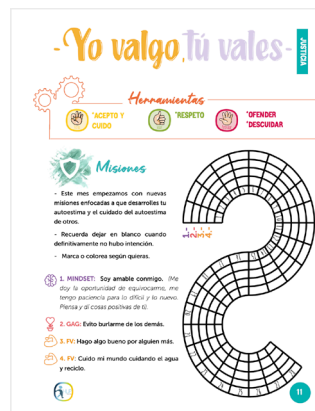 -Yo valgo, tú vales-
JUSTICIA
Herramientas
*ACEPTO Y
CUIDO
*RESPETO
*OFENDER
*DESCUIDAR
Misiones
- Este mes empezamos con nuevas
misiones enfocadas a que desarrolles tu
autoestima y el cuidado del autoestima
de otros.
- Recuerda dejar en blanco cuando
definitivamente no hubo intención.
- Marca o colorea según quieras.
1. MINDSET: Soy amable conmigo. (Me
doy la oportunidad de equivocarme, me
tengo paciencia para lo difícil y lo nuevo.
Piensa y di cosas positivas de ti).
2. GAG: Evito burlarme de los demás.
3. FV: Hago algo bueno por alguien más.
4. FV: Cuido mi mundo cuidando el agua
y reciclo.
11